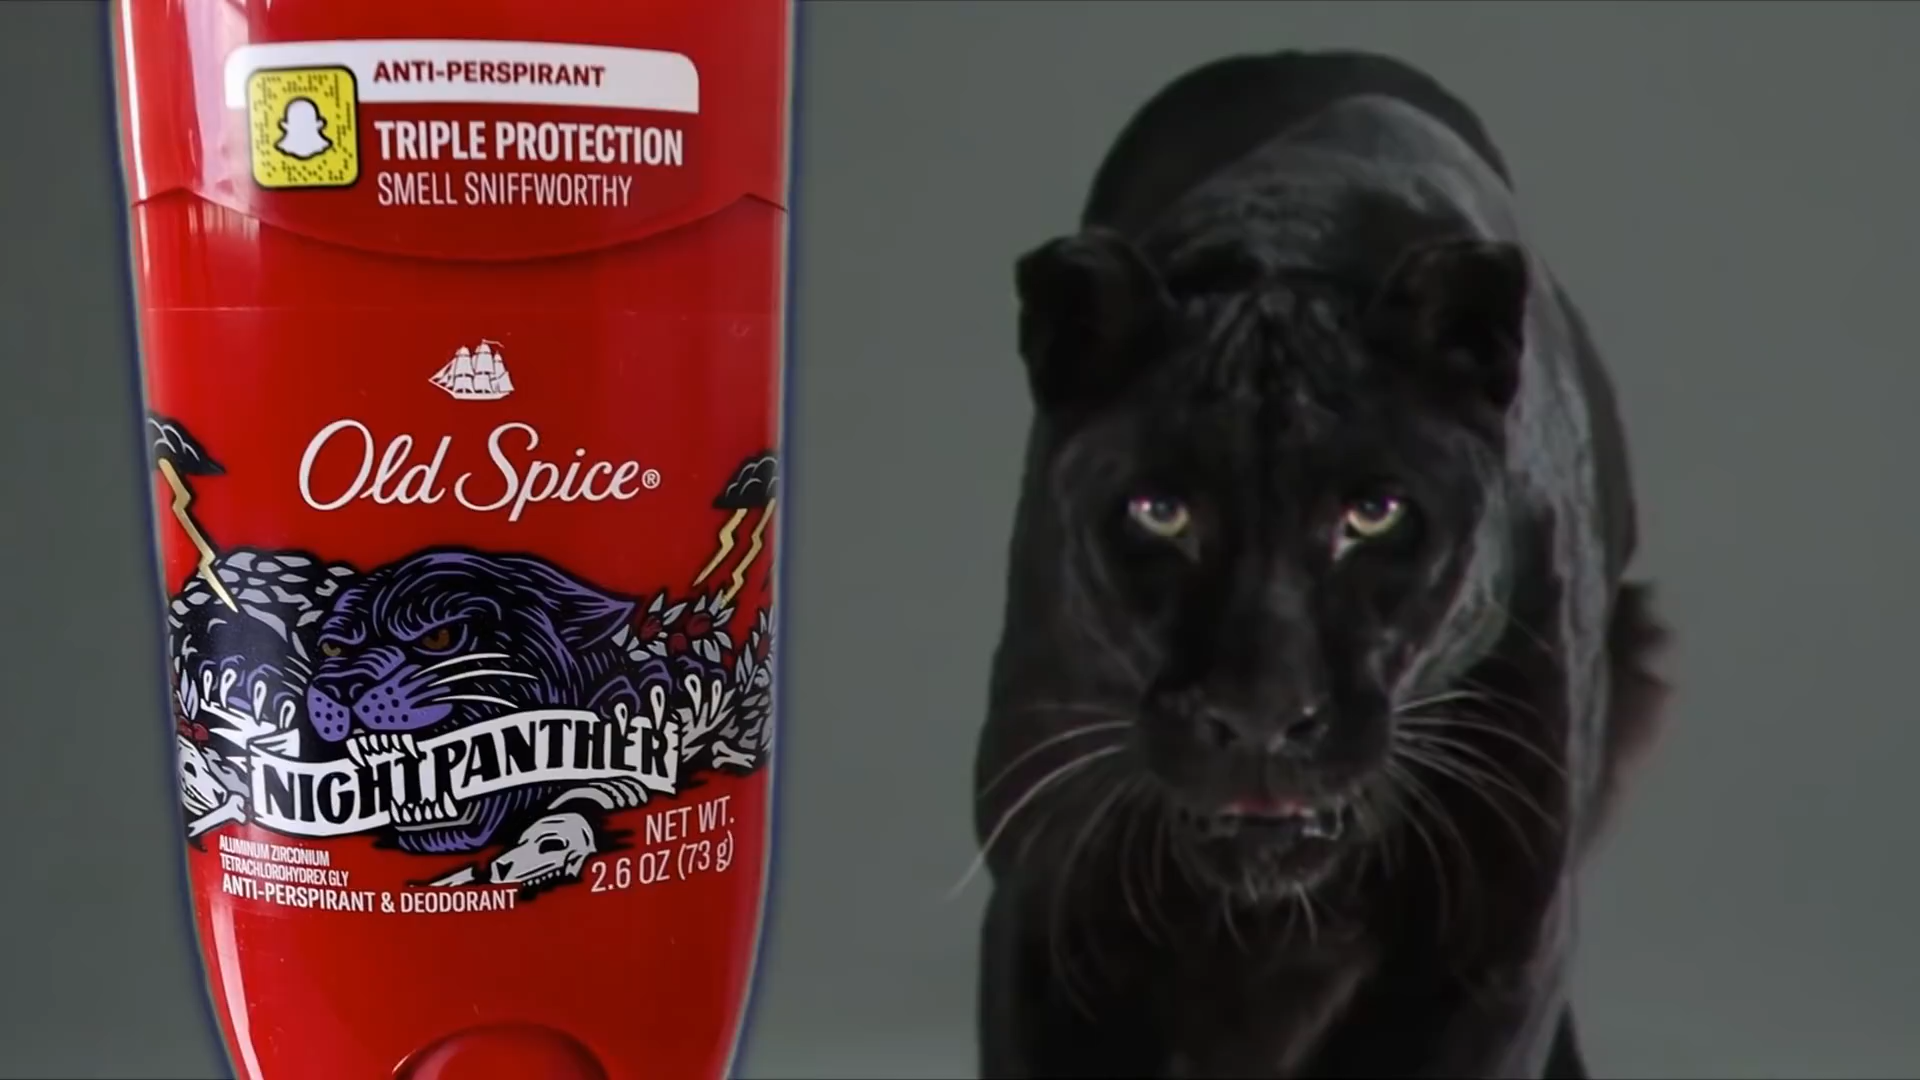 ANTI-PERSPIRANT
TRIPLE PROTECTION
SMELL SNIFFWORTHY
Old Spice®
NIGHTPANTHER
NET WT.
2.6 OZ (73 g)
ALUMINUM ZIRCONIUM
TETRACHLOROHYDREX GLY
ANTI-PERSPIRANT & DEODORANT